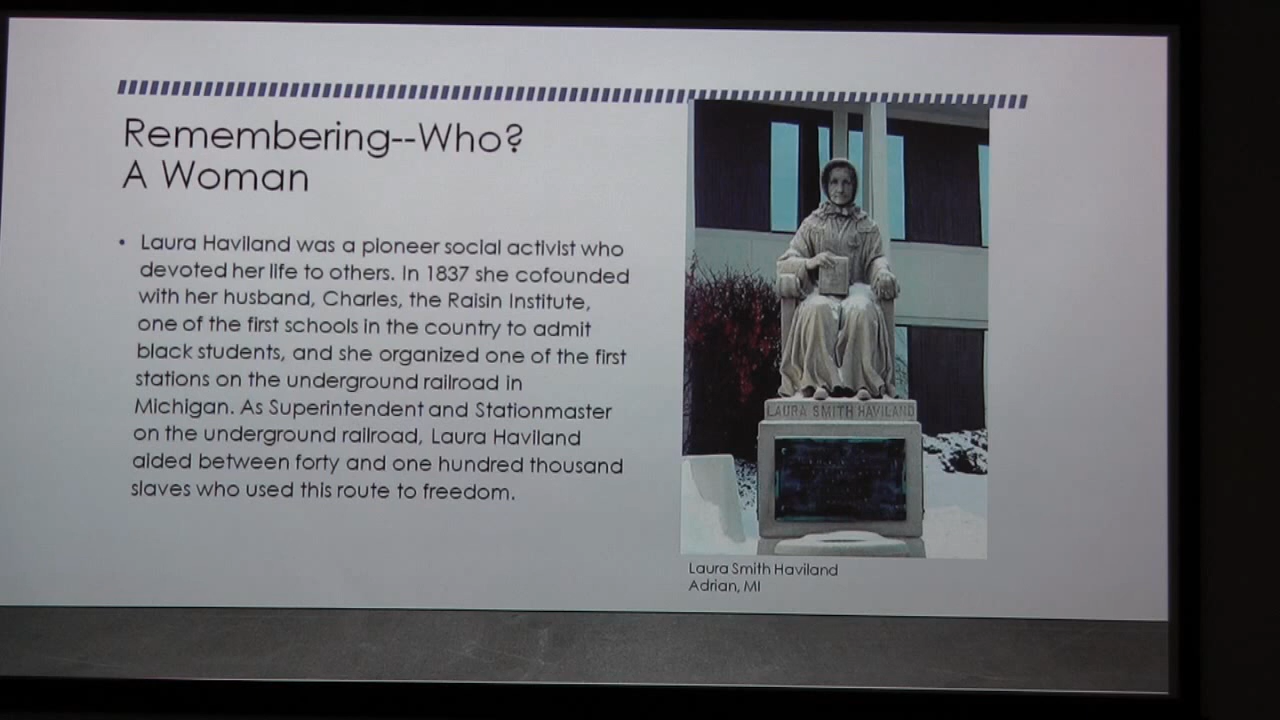 Remembering--Who?
A Woman
• Laura Haviland was a pioneer social activist who
devoted her life to others. In 1837 she cofounded
with her husband, Charles, the Raisin Institute,
one of the first schools in the country to admit
black students, and she organized one of the first
stations on the underground railroad in
Michigan. As Superintendent and Stationmaster
on the underground railroad, Laura Haviland
aided between forty and one hundred thousand
slaves who used this route to freedom.
LAURA SMITH HAVILAND
Laura Smith Haviland
Adrian, MI